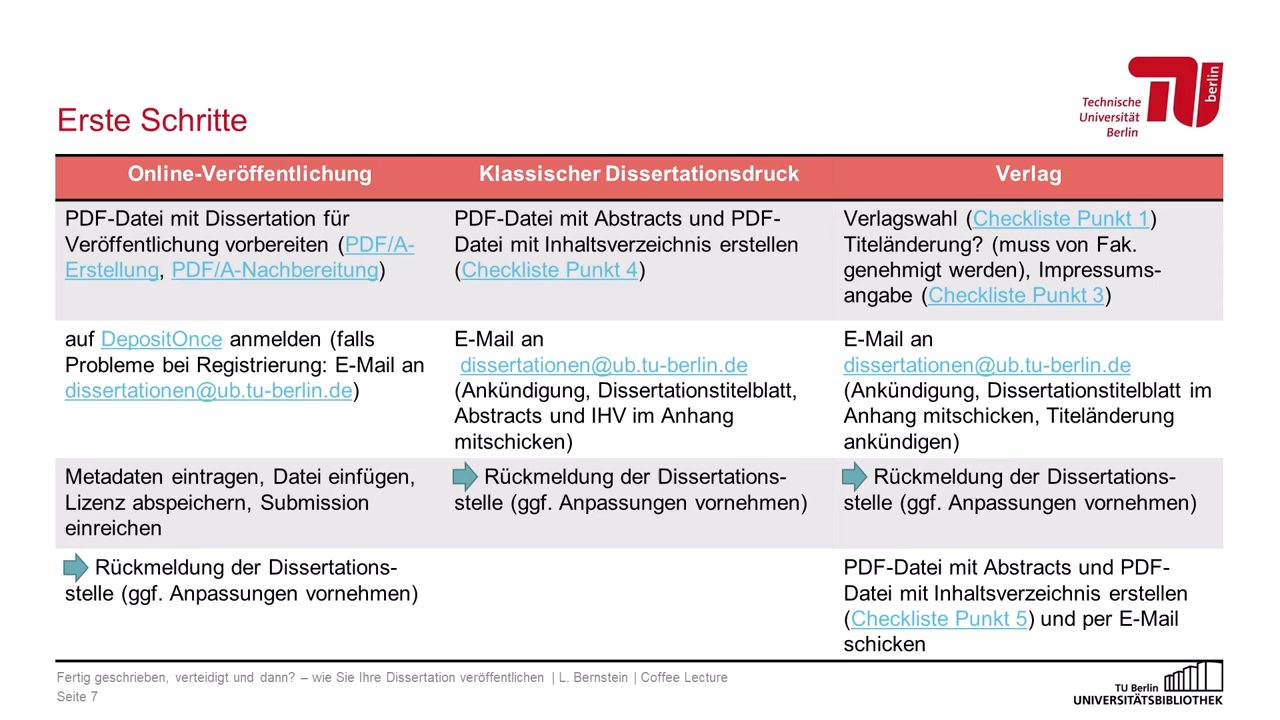 Technische
Universität
Berlin
berlin
Erste Schritte
Online-Veröffentlichung
Klassischer Dissertationsdruck
Verlag
PDF-Datei mit Dissertation für
Veröffentlichung vorbereiten (PDF/A-
Erstellung, PDF/A-Nachbereitung)
PDF-Datei mit Abstracts und PDF-
Datei mit Inhaltsverzeichnis erstellen
(Checkliste Punkt 4)
Verlagswahl (Checkliste Punkt 1)
Titeländerung? (muss von Fak.
genehmigt werden), Impressums-
angabe (Checkliste Punkt 3)
auf DepositOnce anmelden (falls
Probleme bei Registrierung: E-Mail an
dissertationen@ub.tu-berlin.de)
E-Mail an
dissertationen@ub.tu-berlin.de
(Ankündigung, Dissertationstitelblatt,
Abstracts und IHV im Anhang
mitschicken)
E-Mail an
dissertationen@ub.tu-berlin.de
(Ankündigung, Dissertationstitelblatt im
Anhang mitschicken, Titeländerung
ankündigen)
Metadaten eintragen, Datei einfügen,
Lizenz abspeichern, Submission
einreichen
Rückmeldung der Dissertations-
stelle (ggf. Anpassungen vornehmen)
Rückmeldung der Dissertations-
stelle (ggf. Anpassungen vornehmen)
Rückmeldung der Dissertations-
stelle (ggf. Anpassungen vornehmen)
PDF-Datei mit Abstracts und PDF-
Datei mit Inhaltsverzeichnis erstellen
(Checkliste Punkt 5) und per E-Mail
schicken
Fertig geschrieben, verteidigt und dann? – wie Sie Ihre Dissertation veröffentlichen | L. Bernstein | Coffee Lecture
Seite 7
TU Berlin
UNIVERSITÄTSBIBLIOTHEK